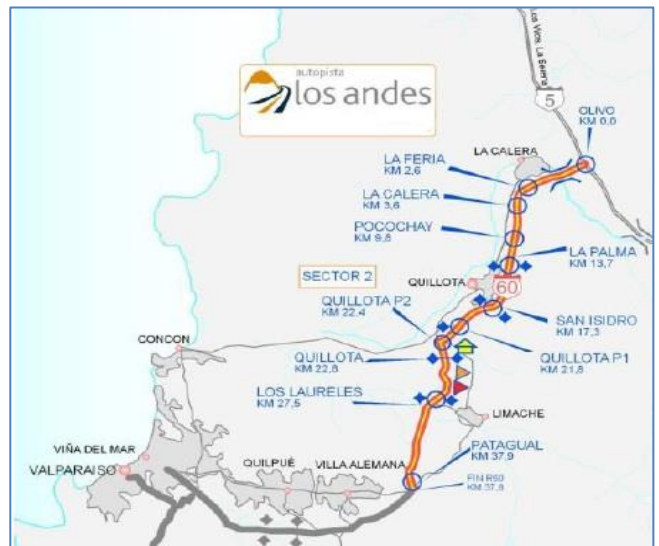 autopista
los andes
Los Vilos, La Serena
5
OLIVO
KM 0,0
LA CALERA
LA FERIA
KM 2,6
LA CALERA
KM 3,6
POCOCHAY
KM 9,8
LA PALMA
KM 13,7
SECTOR 2
QUILLOTA
60
QUILLOTA P2
KM 22,4
SAN ISIDRO
KM 17,3
CONCON
QUILLOTA
KM 22,8
QUILLOTA P1
KM 21,8
LOS LAURELES
KM 27,5
LIMACHE
PATAGUAL
KM 37,9
VIÑA DEL MAR
VALPARAISO
QUILPUÉ
VILLA ALEMANA
FIN R60
KM 37,8